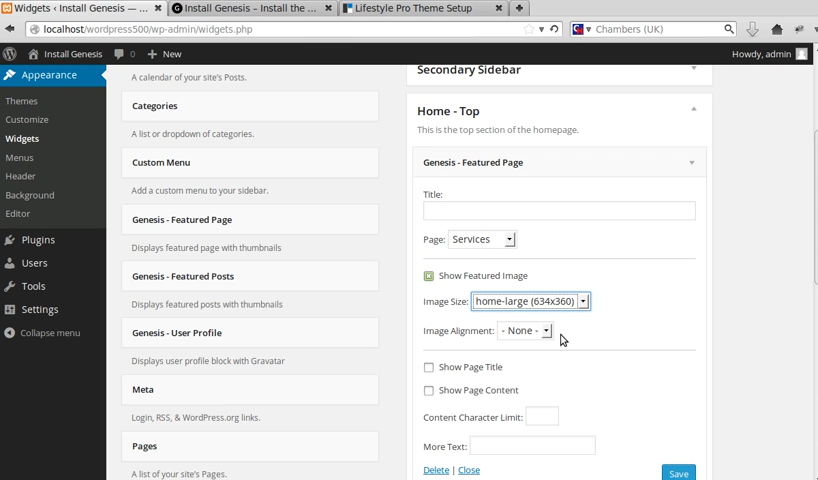 Widgets ‹ Install Genesis — ...
Install Genesis – Install the ...
Lifestyle Pro Theme Setup
localhost/wordpress500/wp-admin/widgets.php
Chambers (UK)
Install Genesis
0
New
Howdy, admin
Appearance
Themes
Customize
Widgets
Menus
Header
Background
Editor
Plugins
Users
Tools
Settings
Collapse menu
A calendar of your site's Posts.
Categories
A list or dropdown of categories.
Custom Menu
Add a custom menu to your sidebar.
Genesis - Featured Page
Displays featured page with thumbnails
Genesis - Featured Posts
Displays featured posts with thumbnails
Genesis - User Profile
Displays user profile block with Gravatar
Meta
Login, RSS, & WordPress.org links.
Pages
A list of your site's Pages.
Secondary Sidebar
Home - Top
This is the top section of the homepage.
Genesis - Featured Page
Title:
Page: Services
Show Featured Image
Image Size: home-large (634x360)
Image Alignment: - None -
Show Page Title
Show Page Content
Content Character Limit:
More Text:
Delete | Close
Save